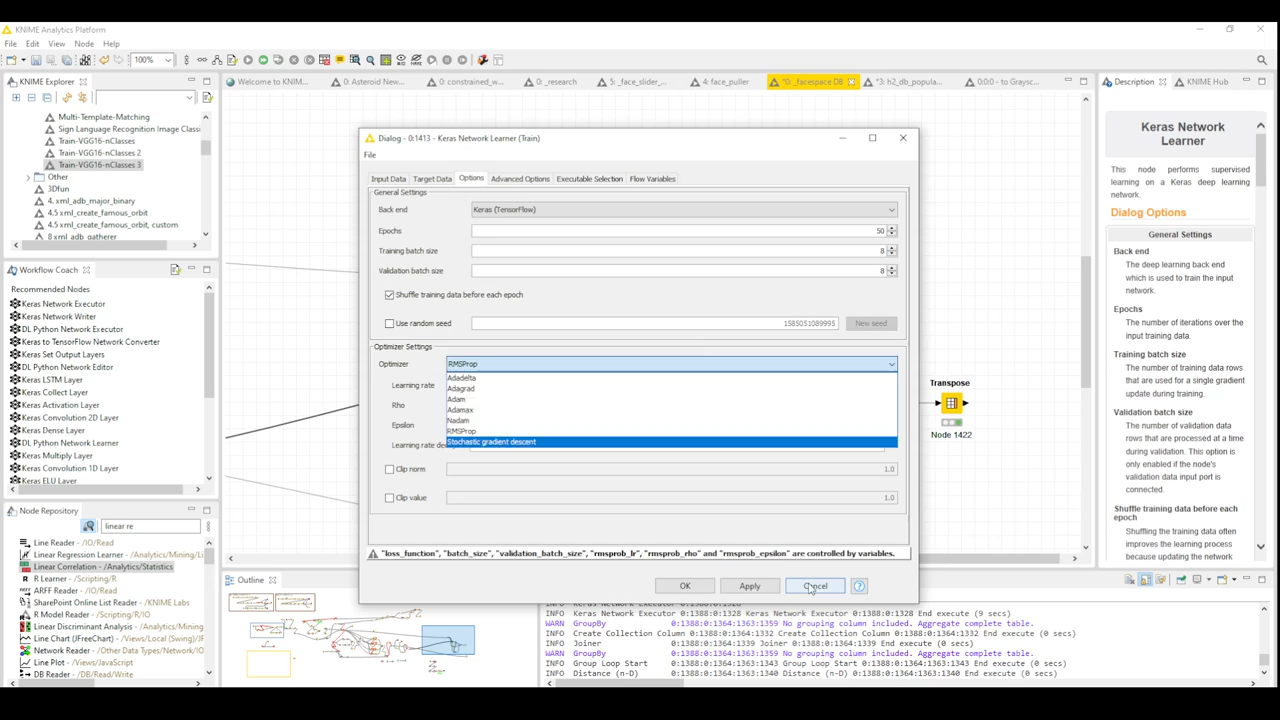 KNIME Analytics Platform
File Edit View Node Help
100%
KNIME Explorer
Multi-Template-Matching
Sign Language Recognition Image Classi
Train-VGG16-nClasses
Train-VGG16-nClasses 2
Train-VGG16-nClasses 3
Other
3Dfun
4. xml_adb_major_binary
4.5 xml_create_famous_orbit
4.5 xml_create_famous_orbit, custom
8 xml_adb_gatherer
Workflow Coach
Recommended Nodes
Keras Network Executor
Keras Network Writer
DL Python Network Executor
Keras to TensorFlow Network Converter
Keras Set Output Layers
DL Python Network Editor
Keras LSTM Layer
Keras Collect Layer
Keras Activation Layer
Keras Convolution 2D Layer
Keras Dense Layer
DL Python Network Learner
Keras Multiply Layer
Keras Convolution 1D Layer
Keras ELU Layer
Node Repository
linear re
Line Reader - /IO/Read
Linear Regression Learner - /Analytics/Mining/Li
Linear Correlation - /Analytics/Statistics
R Learner - /Scripting/R
ARFF Reader - /IO/Read
SharePoint Online List Reader - /KNIME Labs
R Model Reader - /Scripting/R
Linear Discriminant Analysis - /Analytics/Mining/
Line Chart (JFreeChart) - /Views/Local (Swing)/JF
Network Reader - /Other Data Types/Network/IO
Line Plot - /Views/JavaScript
DB Reader - /DB/Read/Write
Welcome to KNIM... 0: Asteroid New... 0: constrained_w... 0: _research 5: _face_slider_... 4: face_puller *0: _facespace DB *3: h2_db_popula... 0:0:0 - to Graysc...
Dialog - 0:1413 - Keras Network Learner (Train)
File
Input Data Target Data Options Advanced Options Executable Selection Flow Variables
General Settings
Back end Keras (TensorFlow)
Epochs 50
Training batch size 8
Validation batch size 8
Shuffle training data before each epoch
Use random seed 1585051089995 New seed
Optimizer Settings
Optimizer RMSProp
Adadelta
Learning rate
Adagrad
Adam
Rho
Adamax
Nadam
Epsilon
RMSProp
Stochastic gradient descent
Clip norm 1.0
Clip value 1.0
"loss_function", "batch_size", "validation_batch_size", "rmsprob_lr", "rmsprob_rho" and "rmsprob_epsilon" are controlled by variables.
OK Apply Cancel
Transpose
Node 1422
Outline
INFO Keras Network Executor 0:1388:0:1328 Keras Network Executor 0:1388:0:1328 End execute (9 secs)
WARN GroupBy 0:1388:0:1364:1363:1359 No grouping column included. Aggregate complete table.
INFO Create Collection Column 0:1388:0:1364:1332 Create Collection Column 0:1388:0:1364:1332 End execute (0 secs)
INFO Joiner 0:1388:0:1364:1339 Joiner 0:1388:0:1364:1339 End execute (0 secs)
WARN GroupBy 0:1388:0:1364:1363:1359 No grouping column included. Aggregate complete table.
INFO Group Loop Start 0:1388:0:1364:1363:1343 Group Loop Start 0:1388:0:1364:1363:1343 End execute (0 secs)
INFO Distance (n-D) 0:1388:0:1364:1363:1340 Distance (n-D) 0:1388:0:1364:1363:1340 End execute (0 secs)
Description KNIME Hub
Keras Network
Learner
This node performs supervised
learning on a Keras deep learning
network.
Dialog Options
General Settings
Back end
The deep learning back end
which is used to train the input
network.
Epochs
The number of iterations over the
input training data.
Training batch size
The number of training data
rows that are used for a single
gradient update during training.
Validation batch size
The number of validation data
rows that are processed at a
time during validation. This
option is only enabled if the
node's validation data input port
is connected.
Shuffle training data before each
epoch
Shuffling the training data often
improves the learning process
because updating the network